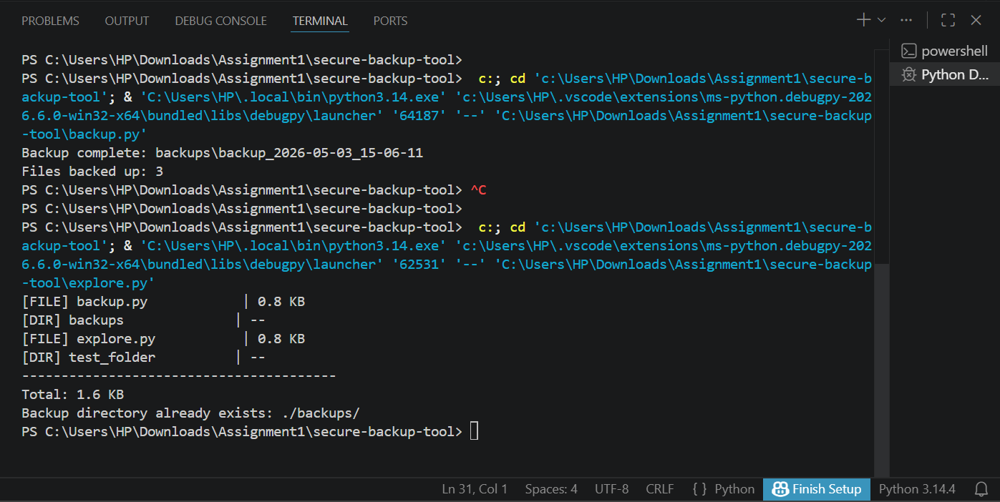 PROBLEMS OUTPUT DEBUG CONSOLE TERMINAL PORTS
powershell
Python D...
PS C:\Users\HP\Downloads\Assignment1\secure-backup-tool>
PS C:\Users\HP\Downloads\Assignment1\secure-backup-tool>  c:; cd 'c:\Users\HP\Downloads\Assignment1\secure-b
ackup-tool'; & 'C:\Users\HP\.local\bin\python3.14.exe' 'c:\Users\HP\.vscode\extensions\ms-python.debugpy-202
6.6.0-win32-x64\bundled\libs\debugpy\launcher' '64187' '--' 'C:\Users\HP\Downloads\Assignment1\secure-backup
-tool\backup.py'
Backup complete: backups\backup_2026-05-03_15-06-11
Files backed up: 3
PS C:\Users\HP\Downloads\Assignment1\secure-backup-tool> ^C
PS C:\Users\HP\Downloads\Assignment1\secure-backup-tool>
PS C:\Users\HP\Downloads\Assignment1\secure-backup-tool>  c:; cd 'c:\Users\HP\Downloads\Assignment1\secure-b
ackup-tool'; & 'C:\Users\HP\.local\bin\python3.14.exe' 'c:\Users\HP\.vscode\extensions\ms-python.debugpy-202
6.6.0-win32-x64\bundled\libs\debugpy\launcher' '62531' '--' 'C:\Users\HP\Downloads\Assignment1\secure-backup
-tool\explore.py'
[FILE] backup.py            | 0.8 KB
[DIR] backups              | --
[FILE] explore.py           | 0.8 KB
[DIR] test_folder          | --
----------------------------------------
Total: 1.6 KB
Backup directory already exists: ./backups/
PS C:\Users\HP\Downloads\Assignment1\secure-backup-tool>
Ln 31, Col 1 Spaces: 4 UTF-8 CRLF { } Python Finish Setup Python 3.14.4